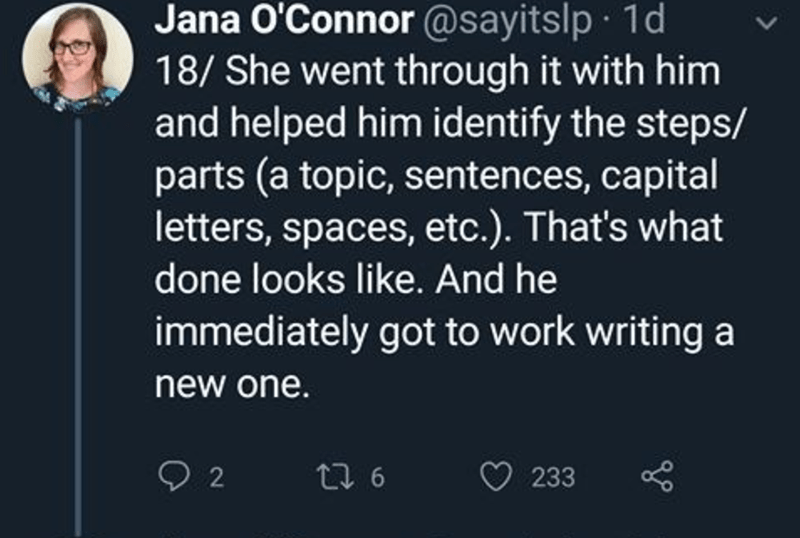 Jana O'Connor @sayitslp · 1d
18/ She went through it with him
and helped him identify the steps/
parts (a topic, sentences, capital
letters, spaces, etc.). That's what
done looks like. And he
immediately got to work writing a
new one.
2 6 233